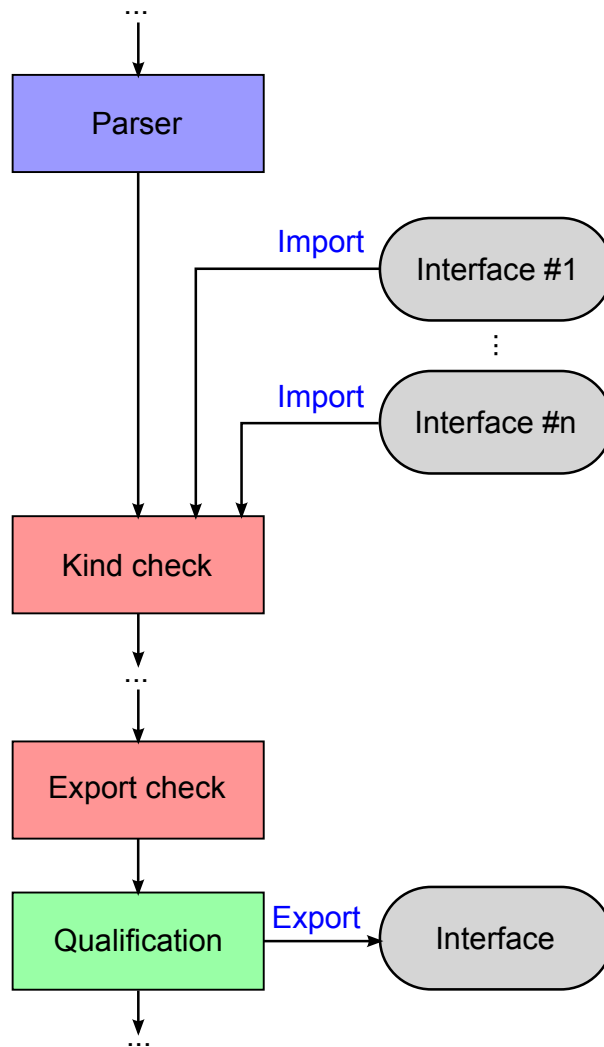 ...
Parser
Import
Interface #1
...
Import
Interface #n
Kind check
...
Export check
Export
Qualification
Interface
...